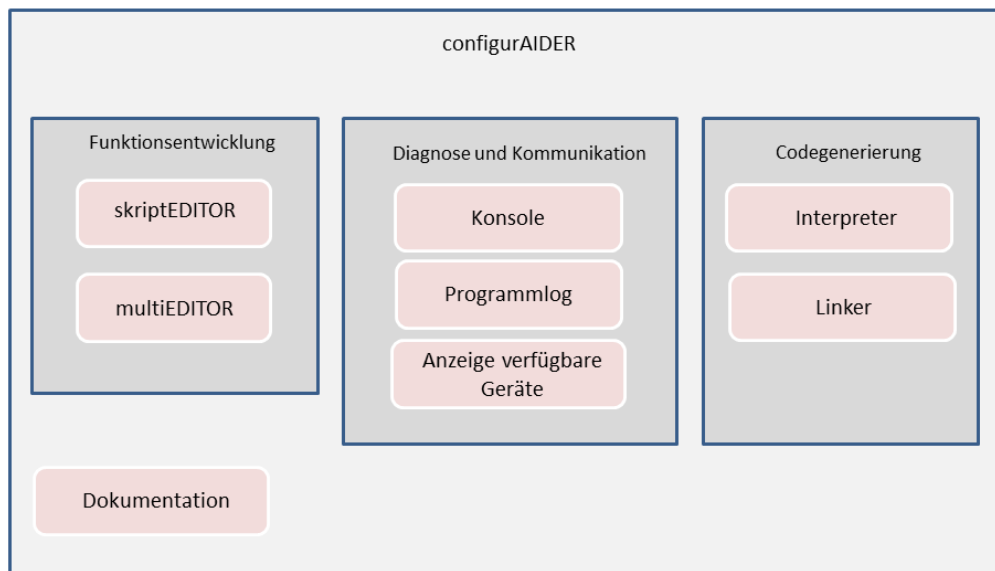 configurAIDER
Funktionsentwicklung
skriptEDITOR
multiEDITOR
Diagnose und Kommunikation
Konsole
Programmlog
Anzeige verfügbare
Geräte
Codegenerierung
Interpreter
Linker
Dokumentation